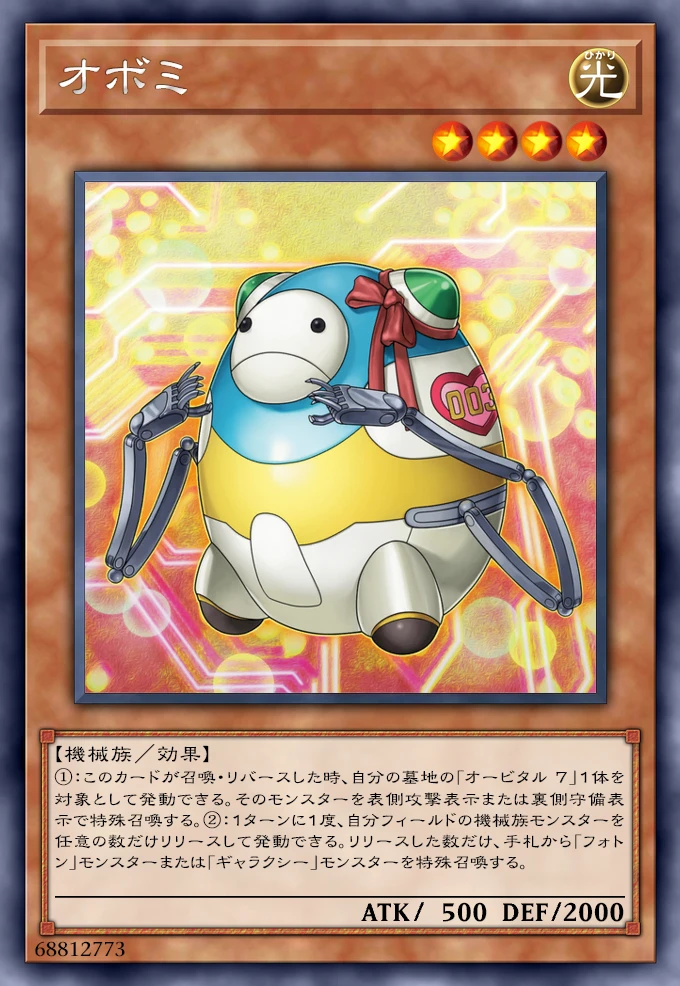 オボミ
ひかり
光
003
【機械族／効果】
①：このカードが召喚・リバースした時、自分の墓地の「オービタル 7」1体を
対象として発動できる。そのモンスターを表側攻撃表示または裏側守備表
示で特殊召喚する。②：1ターンに1度、自分フィールドの機械族モンスターを
任意の数だけリリースして発動できる。リリースした数だけ、手札から「フォト
ン」モンスターまたは「ギャラクシー」モンスターを特殊召喚する。
ATK/ 500 DEF/2000
68812773